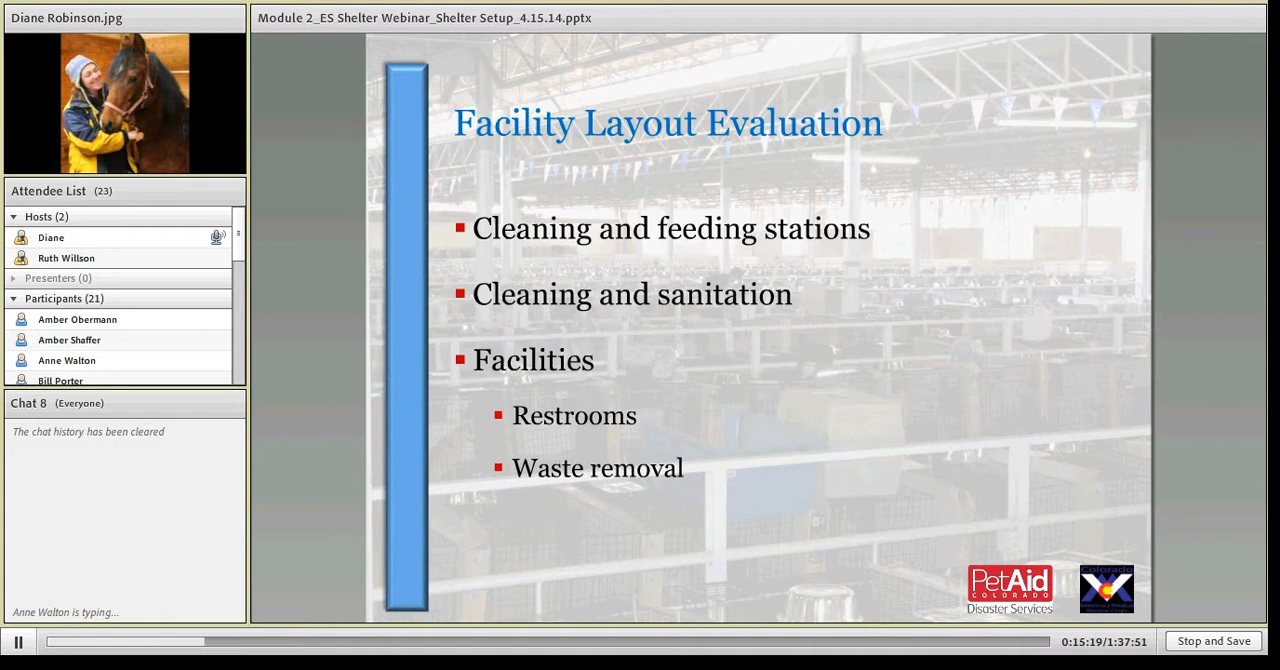 Diane Robinson.jpg
Module 2_ES Shelter Webinar_Shelter Setup_4.15.14.pptx
Attendee List (23)
Hosts (2)
Diane
Ruth Willson
Presenters (0)
Participants (21)
Amber Obermann
Amber Shaffer
Anne Walton
Bill Porter
Chat 8 (Everyone)
The chat history has been cleared
Anne Walton is typing...
Facility Layout Evaluation
Cleaning and feeding stations
Cleaning and sanitation
Facilities
Restrooms
Waste removal
PetAid
COLORADO
Disaster Services
Colorado
0:15:19/1:37:51
Stop and Save